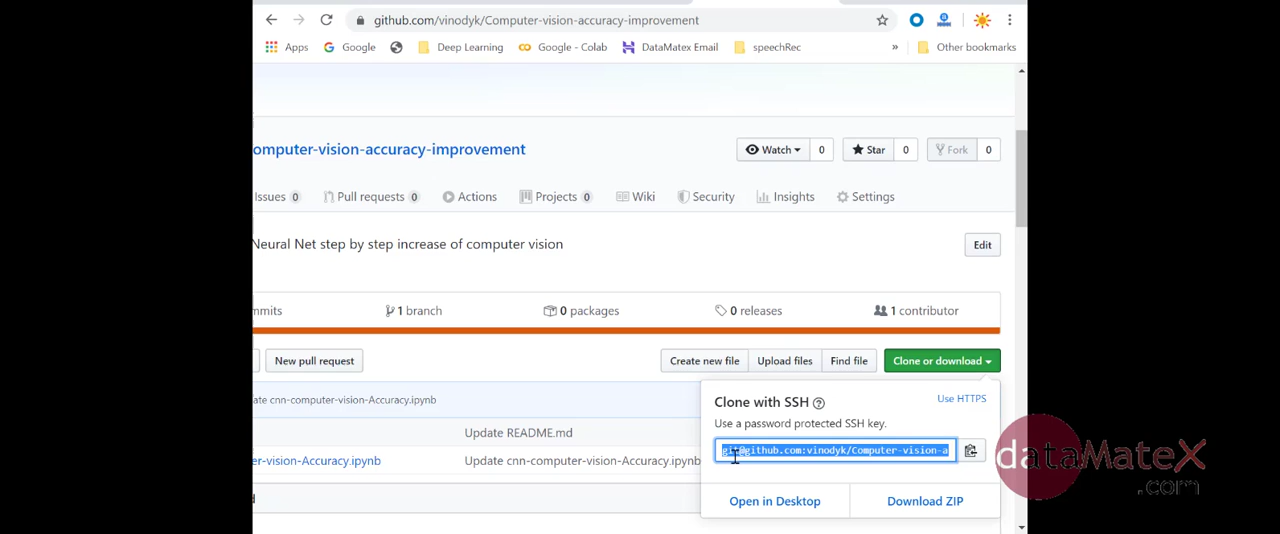 github.com/vinodyk/Computer-vision-accuracy-improvement
Apps Google Deep Learning Google - Colab DataMatex Email speechRec » Other bookmarks
omputer-vision-accuracy-improvement Watch 0 Star 0 Fork 0
Issues 0 Pull requests 0 Actions Projects 0 Wiki Security Insights Settings
Neural Net step by step increase of computer vision Edit
mmits 1 branch 0 packages 0 releases 1 contributor
New pull request Create new file Upload files Find file Clone or download
ate cnn-computer-vision-Accuracy.ipynb
Clone with SSH ? Use HTTPS
Use a password protected SSH key.
Update README.md
git@github.com:vinodyk/Computer-vision-a
er-vision-Accuracy.ipynb Update cnn-computer-vision-Accuracy.ipynb
d
Open in Desktop Download ZIP
dataMateX
.com